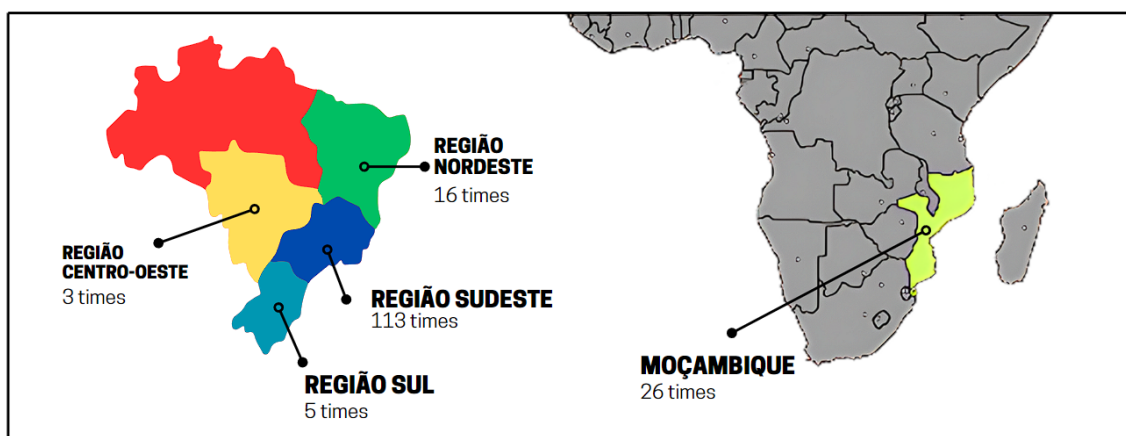 REGIÃO
NORDESTE
16 times
REGIÃO
CENTRO-OESTE
3 times
REGIÃO SUDESTE
113 times
REGIÃO SUL
5 times
MOÇAMBIQUE
26 times